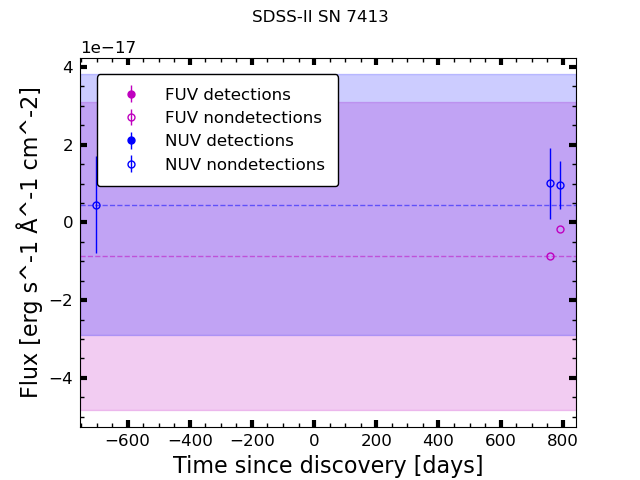 SDSS-II SN 7413
1e−17
FUV detections
FUV nondetections
NUV detections
NUV nondetections
4
2
0
−2
−4
Flux [erg s^-1 Å^-1 cm^-2]
−600 −400 −200 0 200 400 600 800
Time since discovery [days]